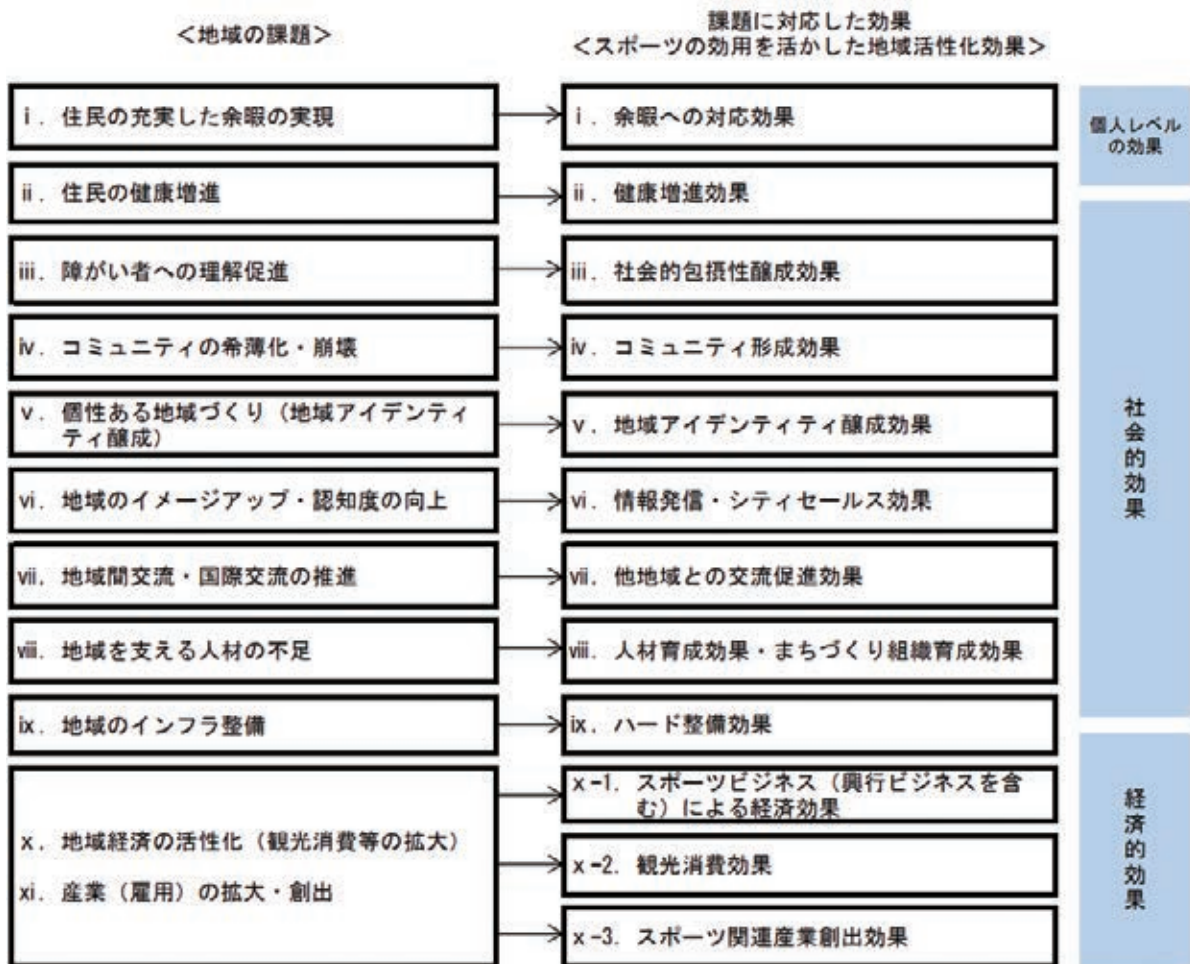 ＜地域の課題＞
課題に対応した効果
＜スポーツの効用を活かした地域活性化効果＞
ⅰ．住民の充実した余暇の実現
ⅰ．余暇への対応効果
個人レベル
の効果
ⅱ．住民の健康増進
ⅱ．健康増進効果
ⅲ．障がい者への理解促進
ⅲ．社会的包摂性醸成効果
ⅳ．コミュニティの希薄化・崩壊
ⅳ．コミュニティ形成効果
ⅴ．個性ある地域づくり（地域アイデンティ
ティ醸成）
ⅴ．地域アイデンティティ醸成効果
社会的効果
ⅵ．地域のイメージアップ・認知度の向上
ⅵ．情報発信・シティセールス効果
ⅶ．地域間交流・国際交流の推進
ⅶ．他地域との交流促進効果
ⅷ．地域を支える人材の不足
ⅷ．人材育成効果・まちづくり組織育成効果
ⅸ．地域のインフラ整備
ⅸ．ハード整備効果
ⅹ．地域経済の活性化（観光消費等の拡大）
ⅺ．産業（雇用）の拡大・創出
ⅹ-1．スポーツビジネス（興行ビジネスを含
む）による経済効果
ⅹ-2．観光消費効果
ⅹ-3．スポーツ関連産業創出効果
経済的効果